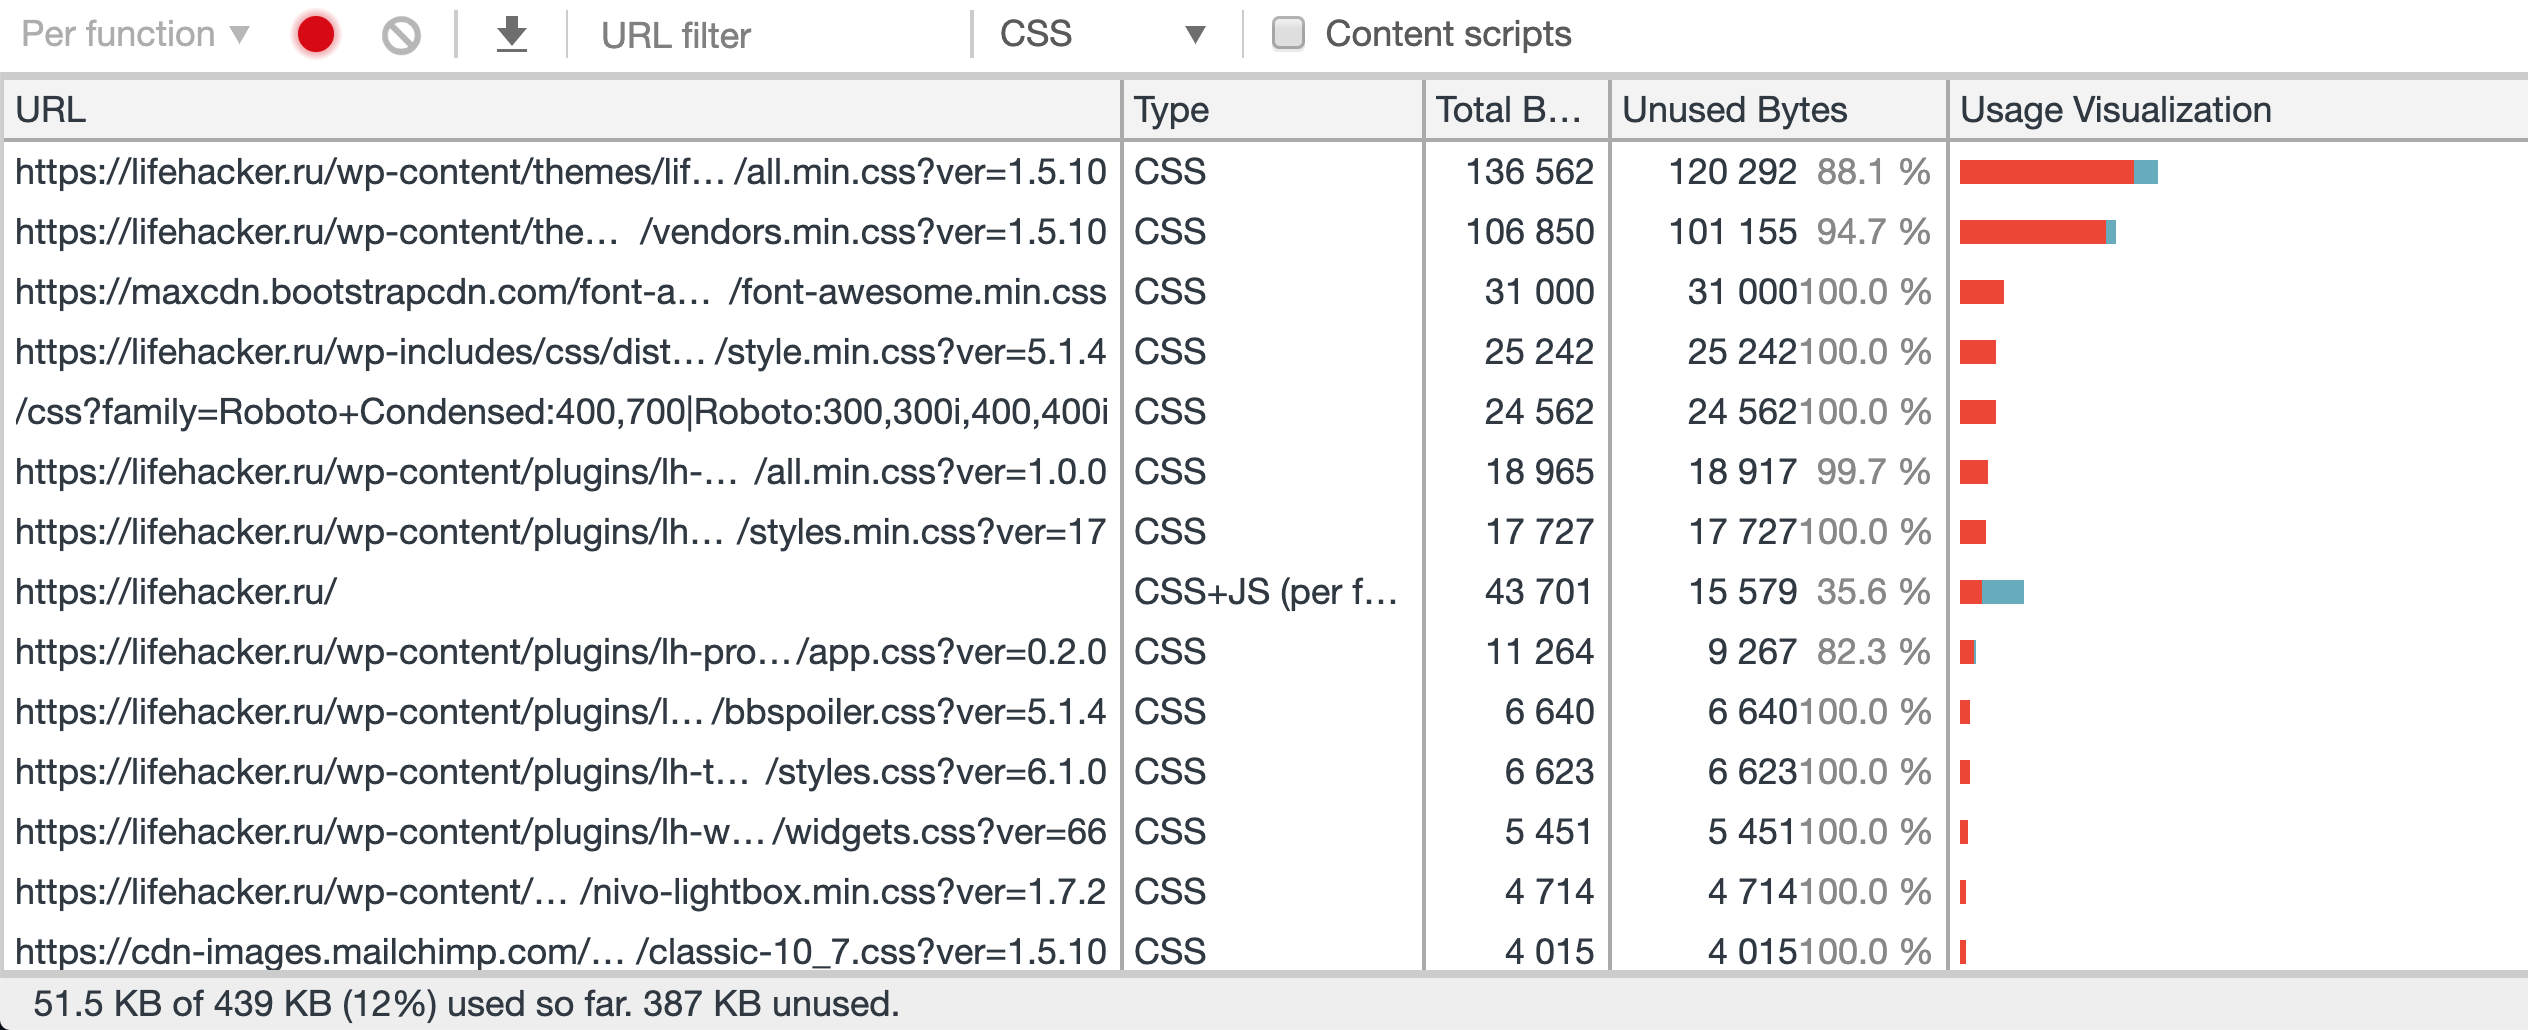 Per function URL filter CSS Content scripts
URL Type Total B... Unused Bytes Usage Visualization
https://lifehacker.ru/wp-content/themes/lif… /all.min.css?ver=1.5.10 CSS 136 562 120 292 88.1 %
https://lifehacker.ru/wp-content/the… /vendors.min.css?ver=1.5.10 CSS 106 850 101 155 94.7 %
https://maxcdn.bootstrapcdn.com/font-a… /font-awesome.min.css CSS 31 000 31 000 100.0 %
https://lifehacker.ru/wp-includes/css/dist… /style.min.css?ver=5.1.4 CSS 25 242 25 242 100.0 %
/css?family=Roboto+Condensed:400,700|Roboto:300,300i,400,400i CSS 24 562 24 562 100.0 %
https://lifehacker.ru/wp-content/plugins/lh-… /all.min.css?ver=1.0.0 CSS 18 965 18 917 99.7 %
https://lifehacker.ru/wp-content/plugins/lh… /styles.min.css?ver=17 CSS 17 727 17 727 100.0 %
https://lifehacker.ru/ CSS+JS (per f… 43 701 15 579 35.6 %
https://lifehacker.ru/wp-content/plugins/lh-pro… /app.css?ver=0.2.0 CSS 11 264 9 267 82.3 %
https://lifehacker.ru/wp-content/plugins/l… /bbspoiler.css?ver=5.1.4 CSS 6 640 6 640 100.0 %
https://lifehacker.ru/wp-content/plugins/lh-t… /styles.css?ver=6.1.0 CSS 6 623 6 623 100.0 %
https://lifehacker.ru/wp-content/plugins/lh-w… /widgets.css?ver=66 CSS 5 451 5 451 100.0 %
https://lifehacker.ru/wp-content/… /nivo-lightbox.min.css?ver=1.7.2 CSS 4 714 4 714 100.0 %
https://cdn-images.mailchimp.com/… /classic-10_7.css?ver=1.5.10 CSS 4 015 4 015 100.0 %
51.5 KB of 439 KB (12%) used so far. 387 KB unused.